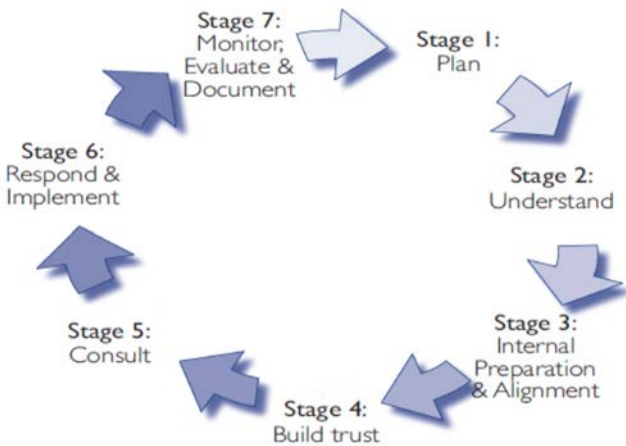 Stage 1:
Plan
Stage 2:
Understand
Stage 3:
Internal
Preparation
& Alignment
Stage 4:
Build trust
Stage 5:
Consult
Stage 6:
Respond &
Implement
Stage 7:
Monitor,
Evaluate &
Document